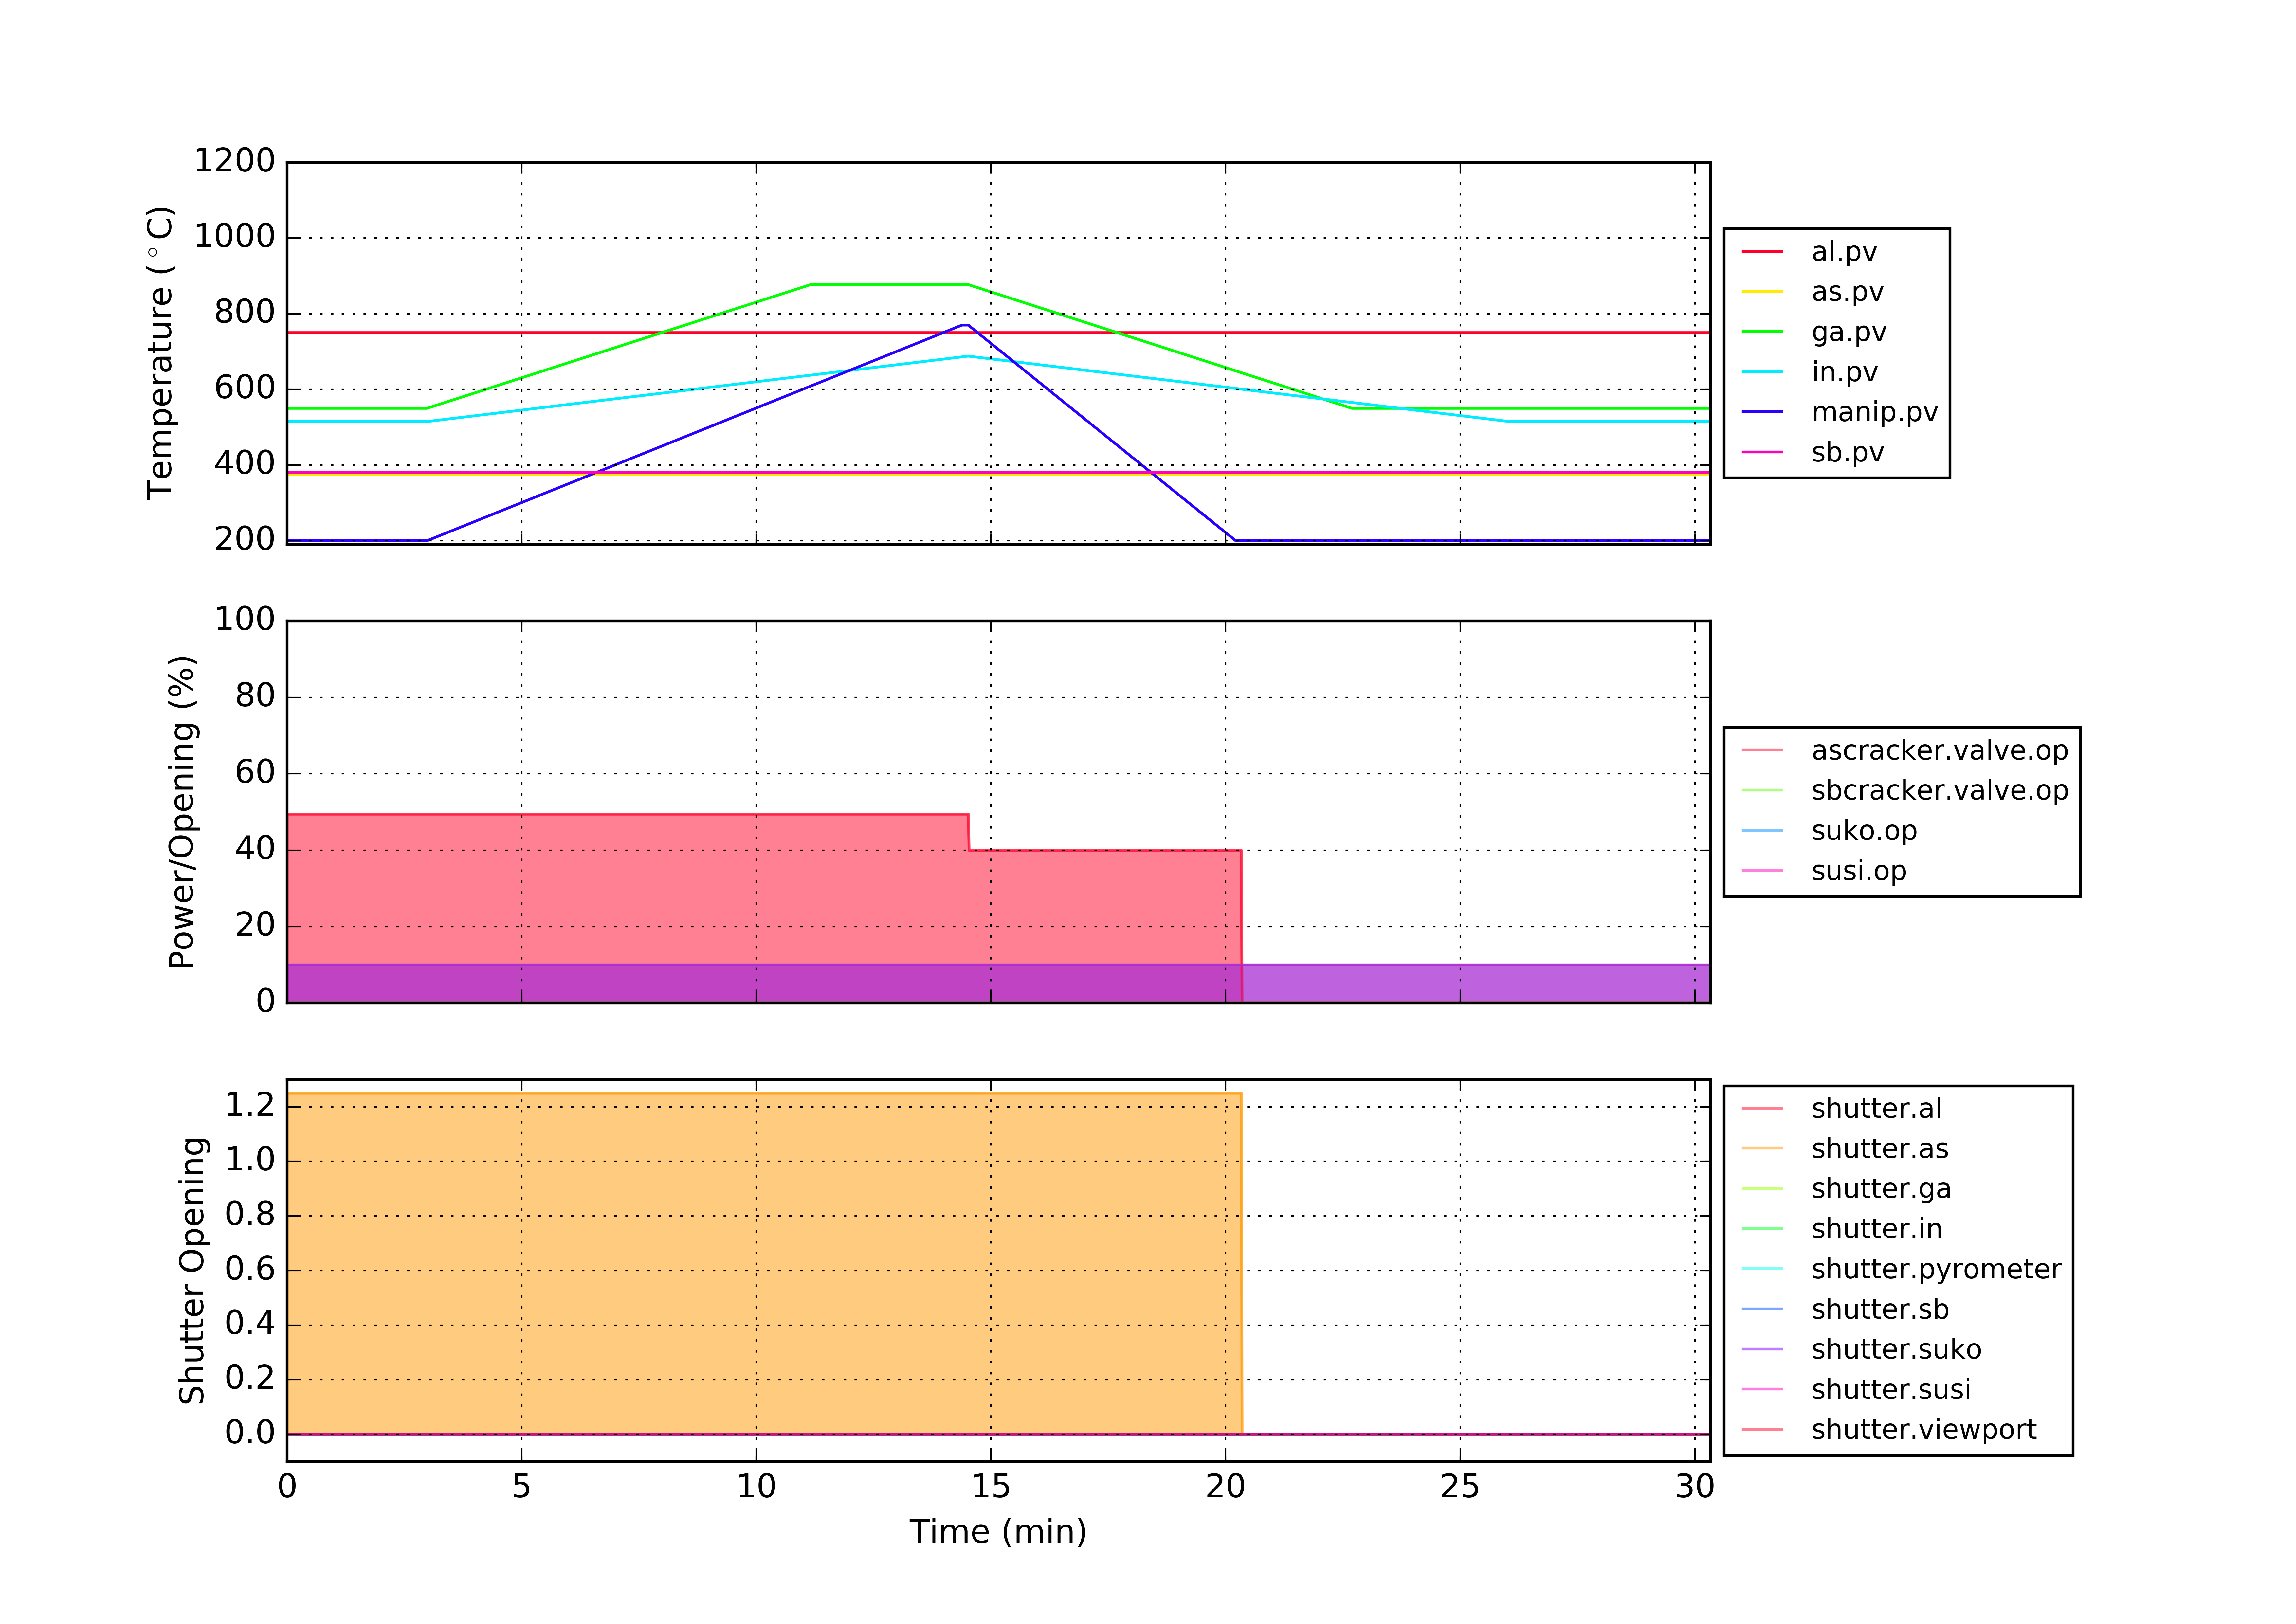 1200
1000
800
600
400
200
Temperature (°C)
al.pv
as.pv
ga.pv
in.pv
manip.pv
sb.pv
100
80
60
40
20
0
Power/Opening (%)
ascracker.valve.op
sbcracker.valve.op
suko.op
susi.op
1.2
1.0
0.8
0.6
0.4
0.2
0.0
Shutter Opening
shutter.al
shutter.as
shutter.ga
shutter.in
shutter.pyrometer
shutter.sb
shutter.suko
shutter.susi
shutter.viewport
0 5 10 15 20 25 30
Time (min)